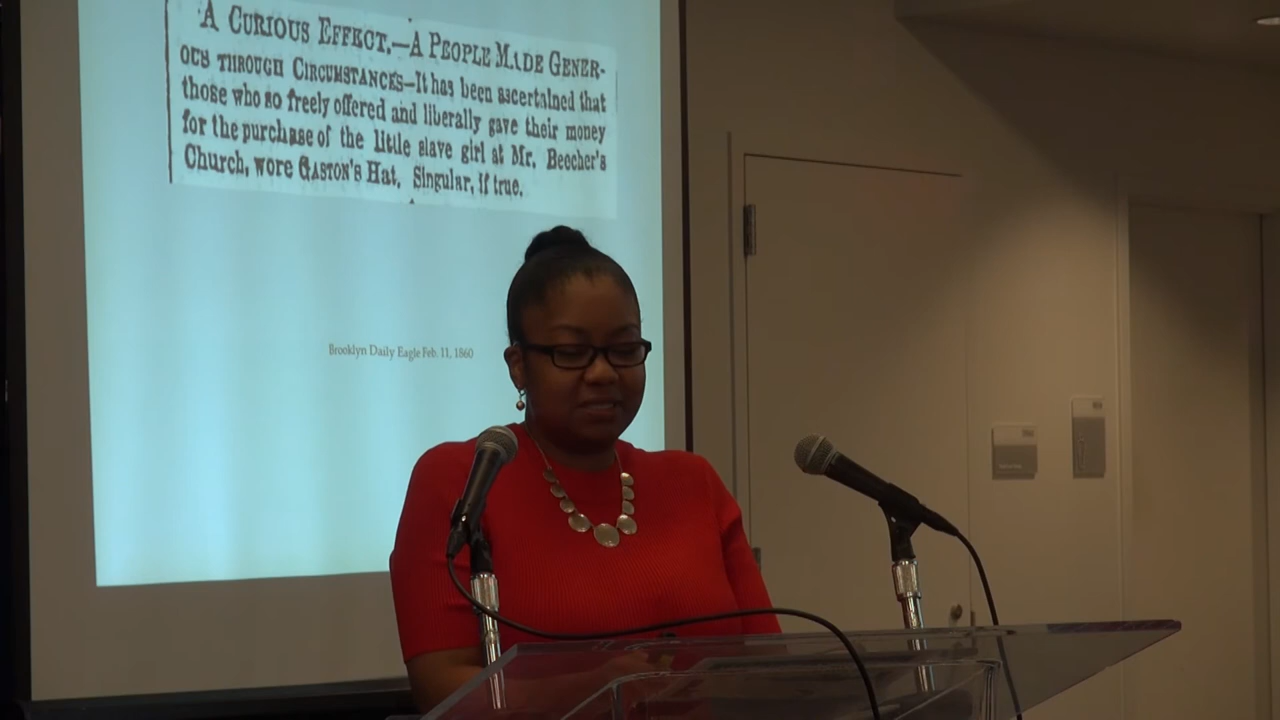 A CURIOUS EFFECT.—A PEOPLE MADE GENER-
OUS THROUGH CIRCUMSTANCES—It has been ascertained that
those who so freely offered and liberally gave their money
for the purchase of the little slave girl at Mr. Beecher's
Church, wore GASTON'S Hat. Singular, if true.
Brooklyn Daily Eagle Feb. 11, 1860